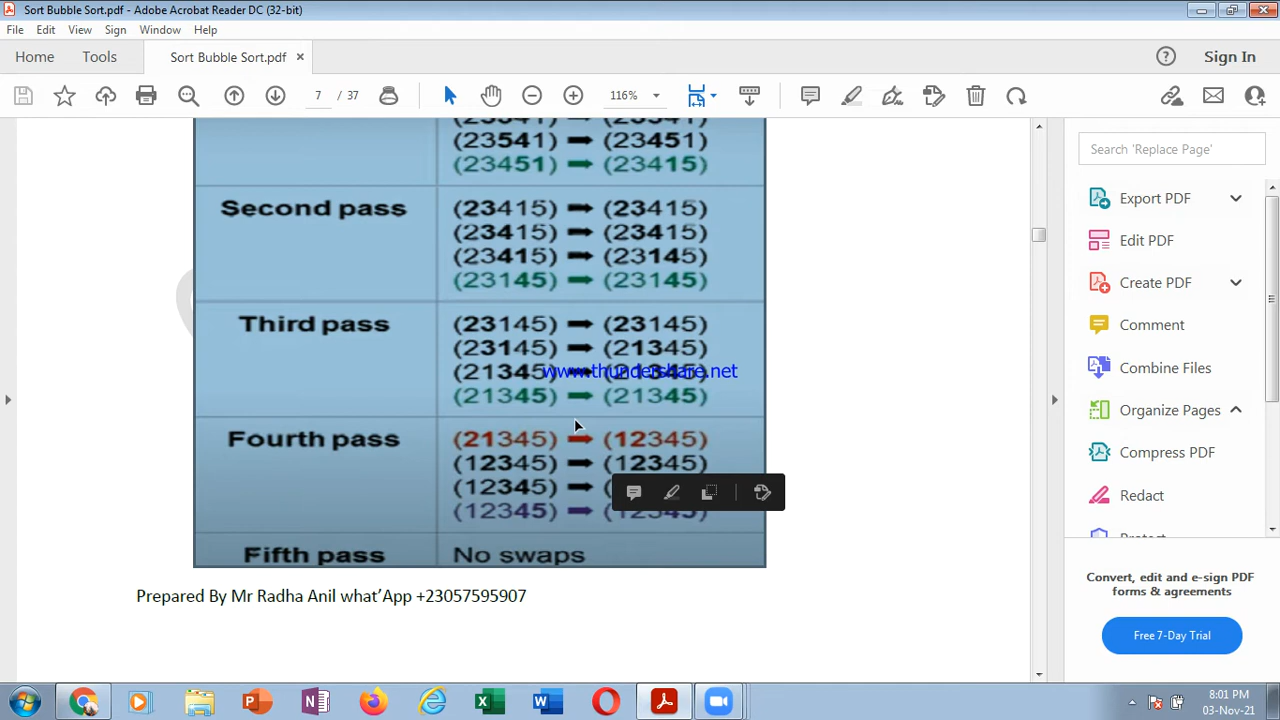 Sort Bubble Sort.pdf - Adobe Acrobat Reader DC (32-bit)
File Edit View Sign Window Help
Home Tools Sort Bubble Sort.pdf × Sign In
7 / 37 116%
(23541) (23451)
(23451) (23415)
Second pass (23415) (23415)
(23415) (23415)
(23415) (23145)
(23145) (23145)
Third pass (23145) (23145)
(23145) (21345)
(21345)
www.thundershare.net
(21345) (21345)
Fourth pass (21345) (12345)
(12345) (12345)
(12345)
(12345)
Fifth pass No swaps
Prepared By Mr Radha Anil what’App +23057595907
Search 'Replace Page'
Export PDF
Edit PDF
Create PDF
Comment
Combine Files
Organize Pages
Compress PDF
Redact
Convert, edit and e-sign PDF
forms & agreements
Free 7-Day Trial
8:01 PM
03-Nov-21